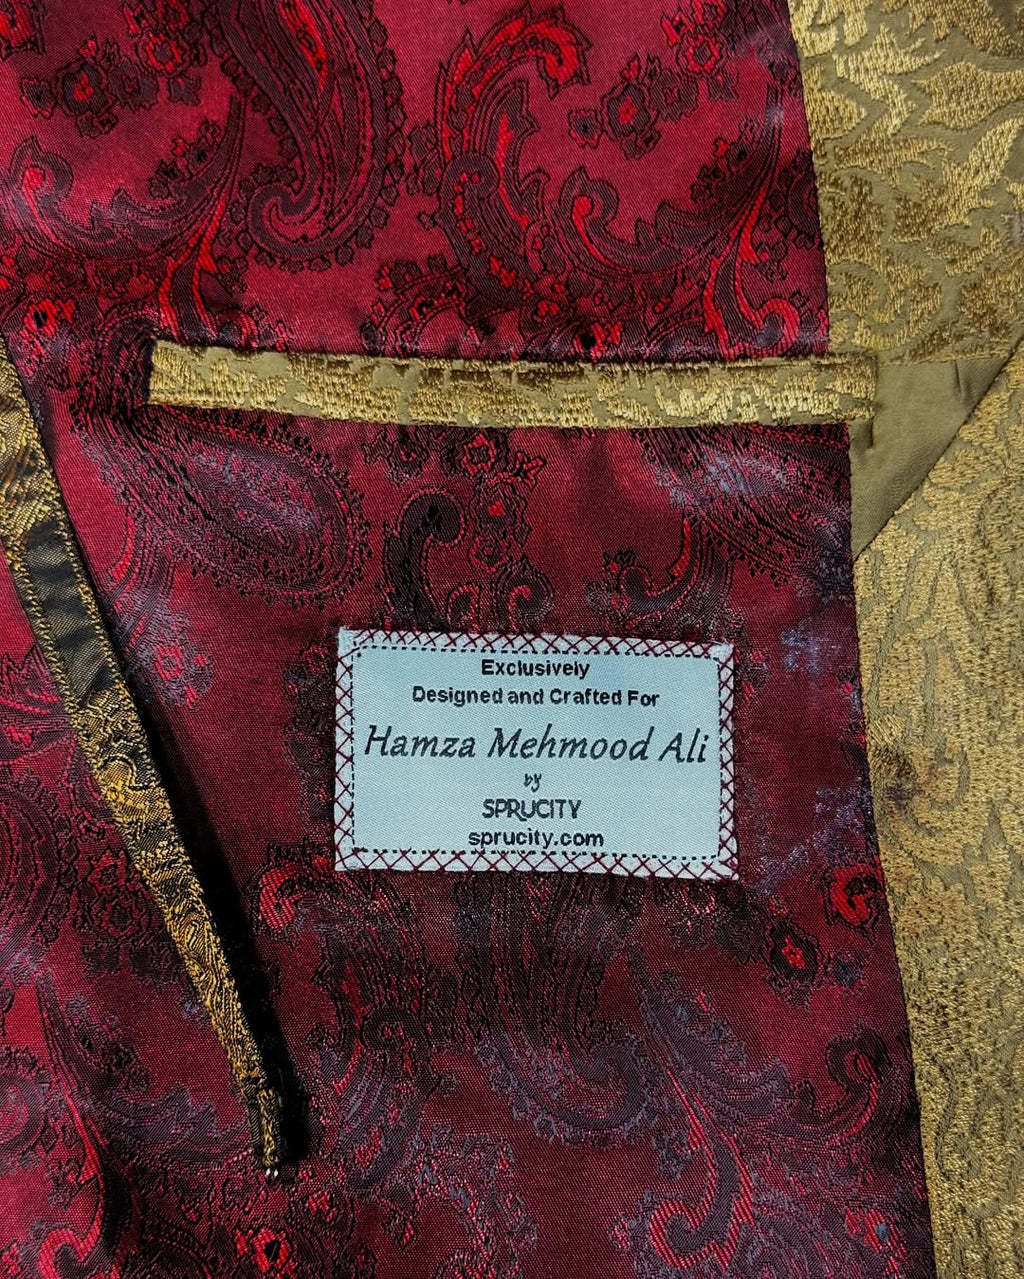 Exclusively
Designed and Crafted For
Hamza Mehmood Ali
by
SPRUCITY
sprucity.com